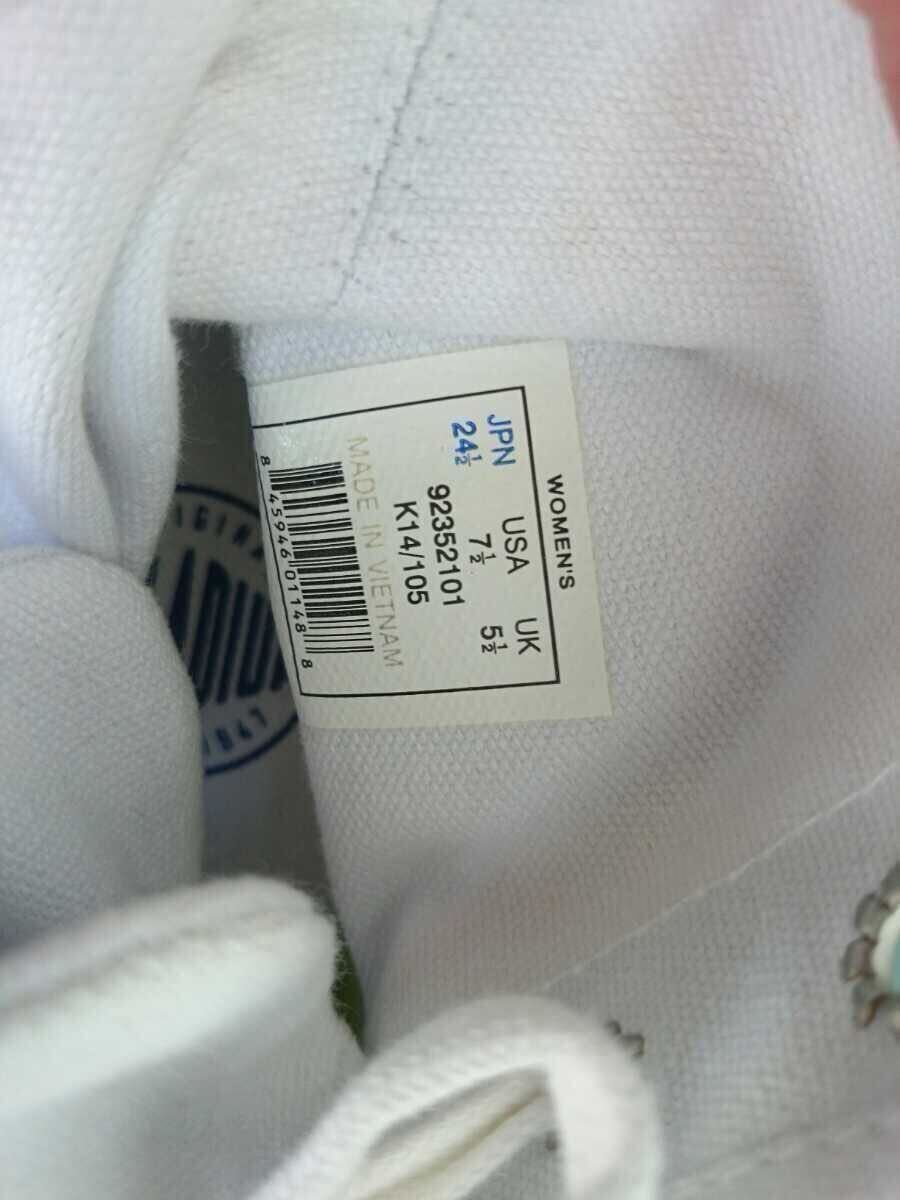 WOMEN'S
JPN USA UK
24½ 7½ 5½
92352101
K14/105
MADE IN VIETNAM
8 45946 01148 8